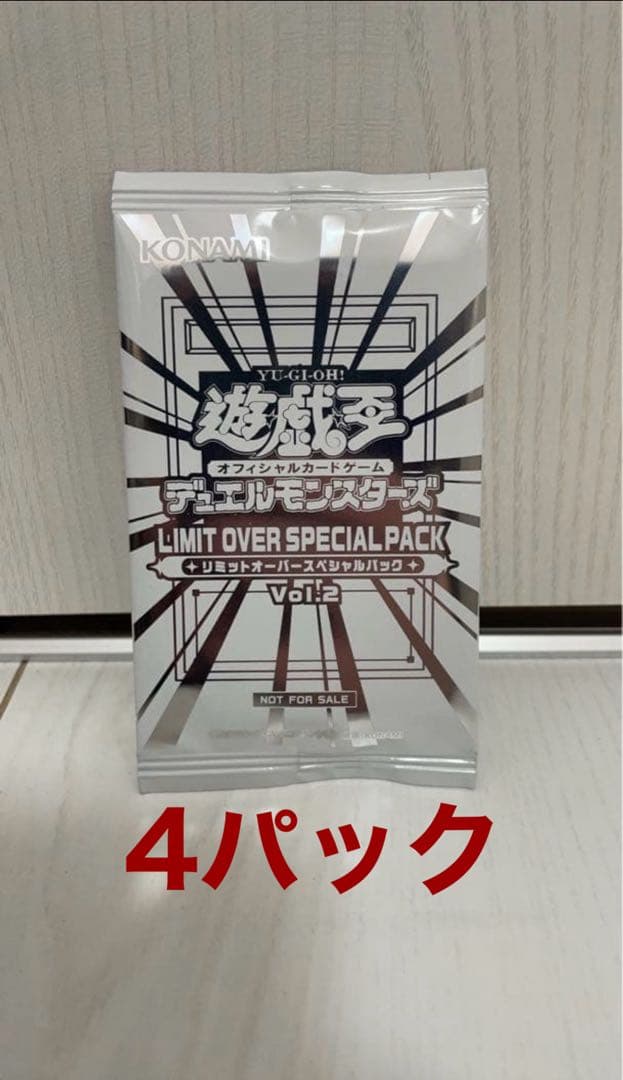 KONAMI
YU-GI-OH!
遊戯王
オフィシャルカードゲーム
デュエルモンスターズ
LIMIT OVER SPECIAL PACK
リミットオーバースペシャルパック
Vol.2
NOT FOR SALE
KONAMI
4パック